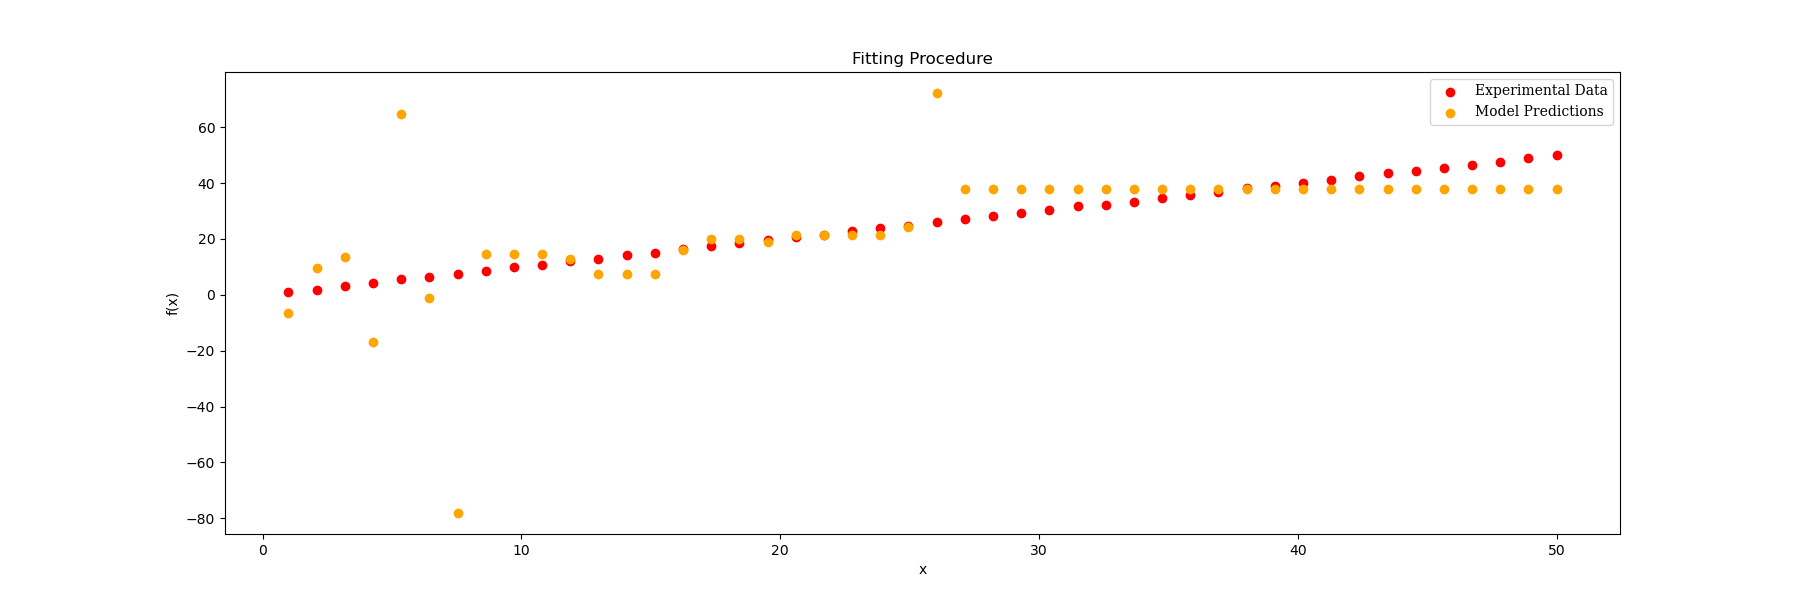 Fitting Procedure
Experimental Data
Model Predictions
f(x)
60
40
20
0
−20
−40
−60
−80
0 10 20 30 40 50
x